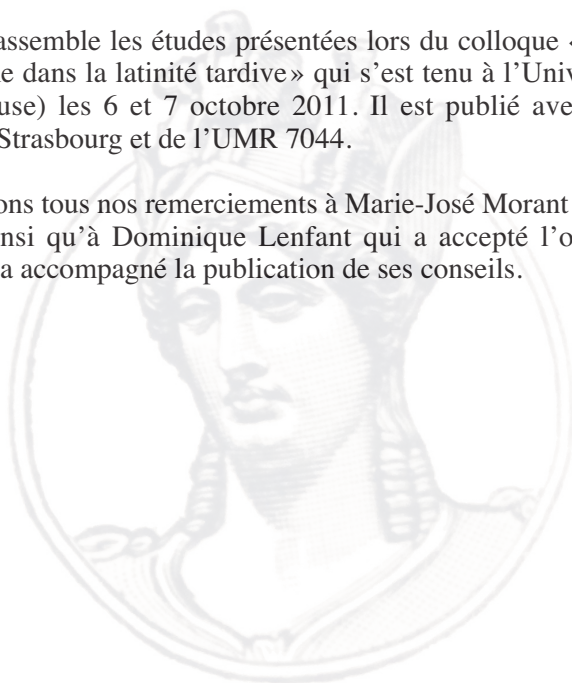 assemble les études présentées lors du colloque «
e dans la latinité tardive» qui s’est tenu à l’Univ
use) les 6 et 7 octobre 2011. Il est publié ave
Strasbourg et de l’UMR 7044.
ons tous nos remerciements à Marie-José Morant
insi qu’à Dominique Lenfant qui a accepté l’o
a accompagné la publication de ses conseils.